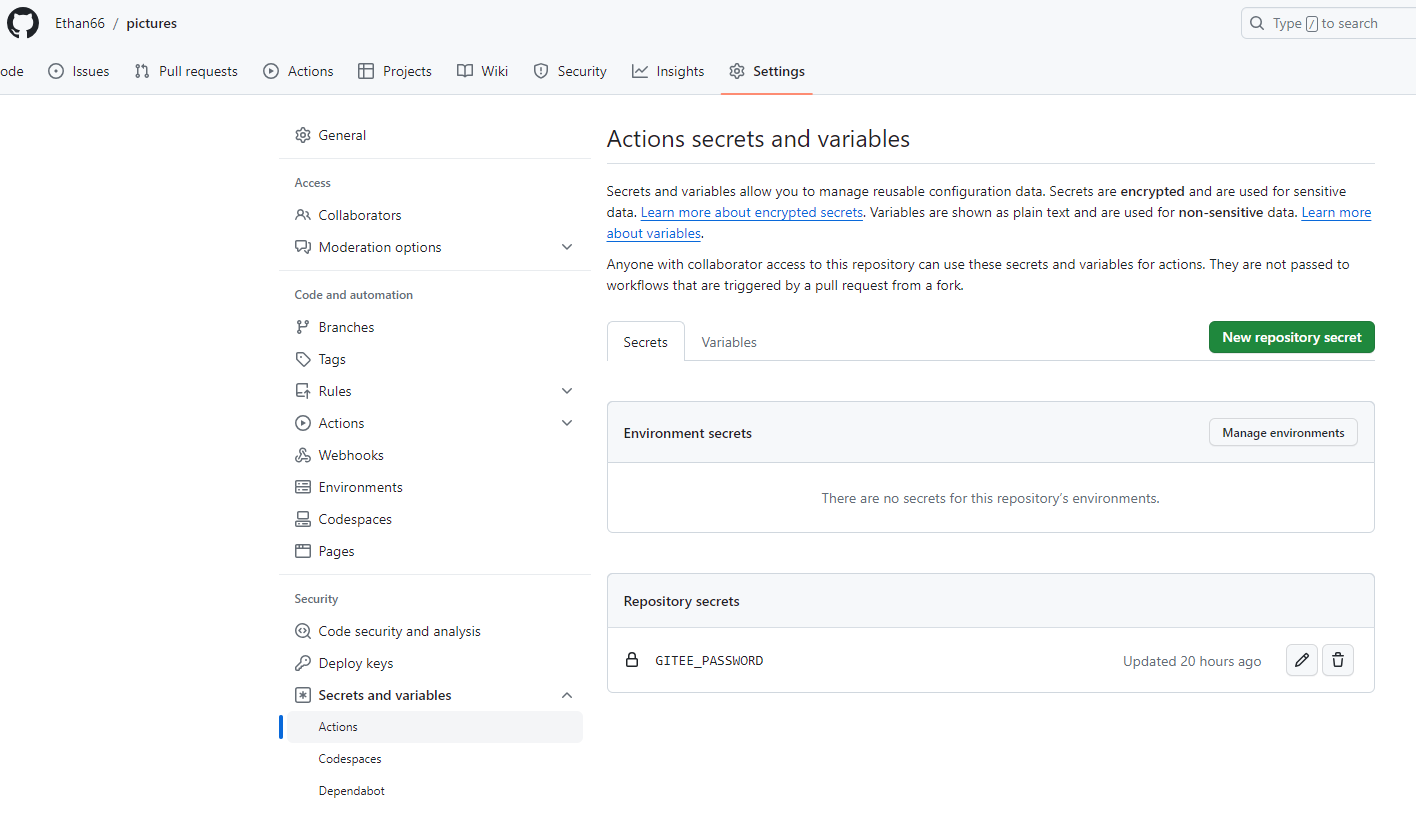 Ethan66 / pictures
Type / to search
ode Issues Pull requests Actions Projects Wiki Security Insights Settings
General
Access
Collaborators
Moderation options
Code and automation
Branches
Tags
Rules
Actions
Webhooks
Environments
Codespaces
Pages
Security
Code security and analysis
Deploy keys
Secrets and variables
Actions
Codespaces
Dependabot
Actions secrets and variables
Secrets and variables allow you to manage reusable configuration data. Secrets are encrypted and are used for sensitive
data. Learn more about encrypted secrets. Variables are shown as plain text and are used for non-sensitive data. Learn more
about variables.
Anyone with collaborator access to this repository can use these secrets and variables for actions. They are not passed to
workflows that are triggered by a pull request from a fork.
Secrets Variables New repository secret
Environment secrets Manage environments
There are no secrets for this repository’s environments.
Repository secrets
GITEE_PASSWORD Updated 20 hours ago